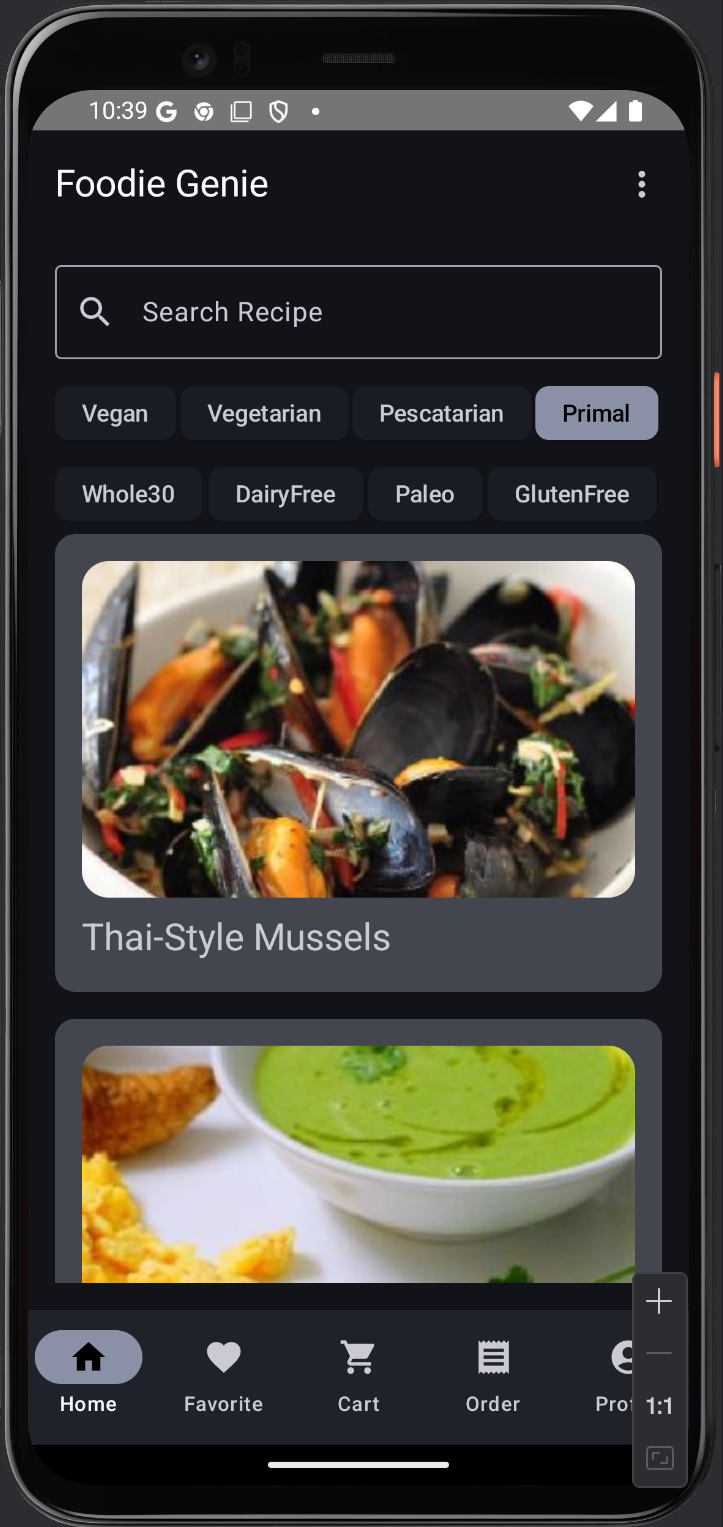 10:39
Foodie Genie
Search Recipe
Vegan Vegetarian Pescatarian Primal
Whole30 DairyFree Paleo GlutenFree
Thai-Style Mussels
Home Favorite Cart Order
1:1